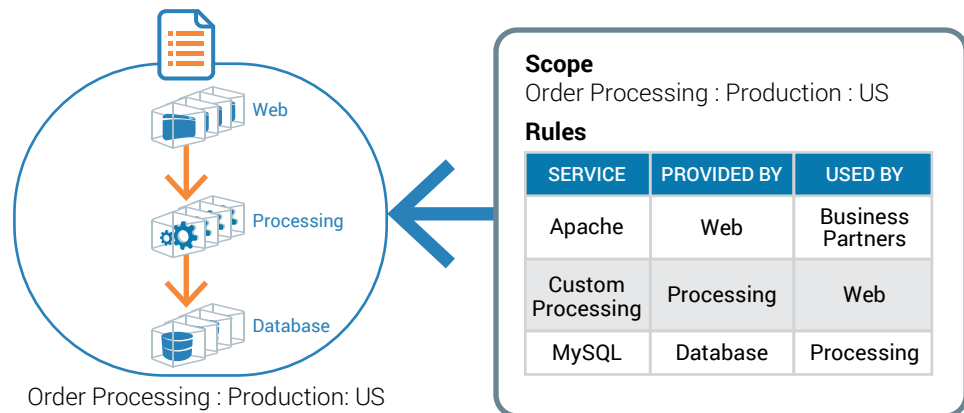 Web
Processing
Database
Order Processing : Production: US
Scope
Order Processing : Production : US
Rules
SERVICE PROVIDED BY USED BY
Apache Web Business Partners
Custom Processing Processing Web
MySQL Database Processing